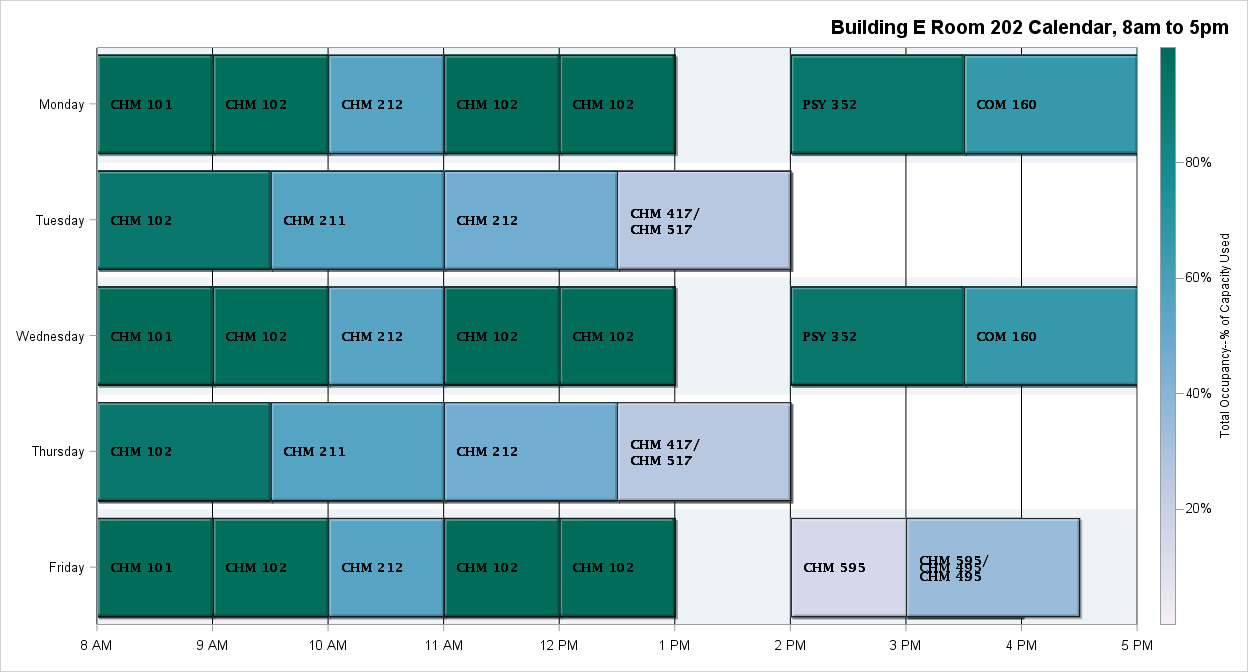 Building E Room 202 Calendar, 8am to 5pm
Monday
CHM 101
CHM 102
CHM 212
CHM 102
CHM 102
PSY 352
COM 160
Tuesday
CHM 102
CHM 211
CHM 212
CHM 417/
CHM 517
Wednesday
CHM 101
CHM 102
CHM 212
CHM 102
CHM 102
PSY 352
COM 160
Thursday
CHM 102
CHM 211
CHM 212
CHM 417/
CHM 517
Friday
CHM 101
CHM 102
CHM 212
CHM 102
CHM 102
CHM 595
CHM 595/
CHM 495
CHM 495
8 AM
9 AM
10 AM
11 AM
12 PM
1 PM
2 PM
3 PM
4 PM
5 PM
80%
60%
40%
20%
Total Occupancy--% of Capacity Used